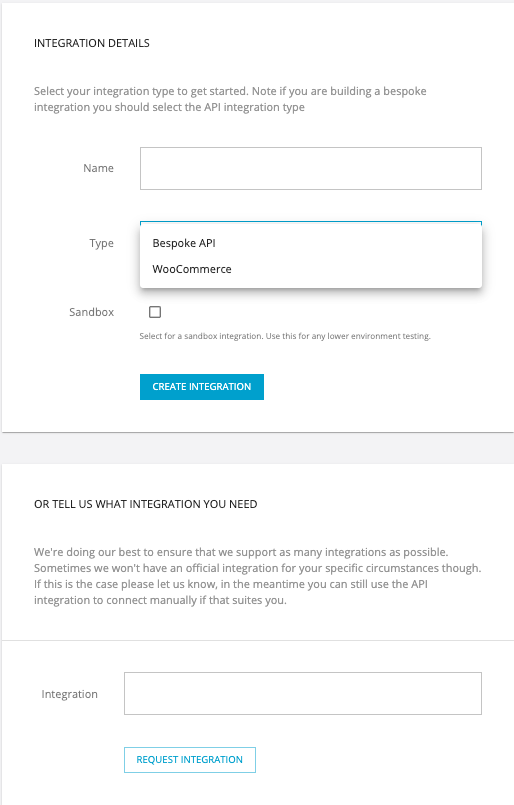 INTEGRATION DETAILS
Select your integration type to get started. Note if you are building a bespoke
integration you should select the API integration type
Name
Type
Bespoke API
WooCommerce
Sandbox
Select for a sandbox integration. Use this for any lower environment testing.
CREATE INTEGRATION
OR TELL US WHAT INTEGRATION YOU NEED
We're doing our best to ensure that we support as many integrations as possible.
Sometimes we won't have an official integration for your specific circumstances though.
If this is the case please let us know, in the meantime you can still use the API
integration to connect manually if that suites you.
Integration
REQUEST INTEGRATION